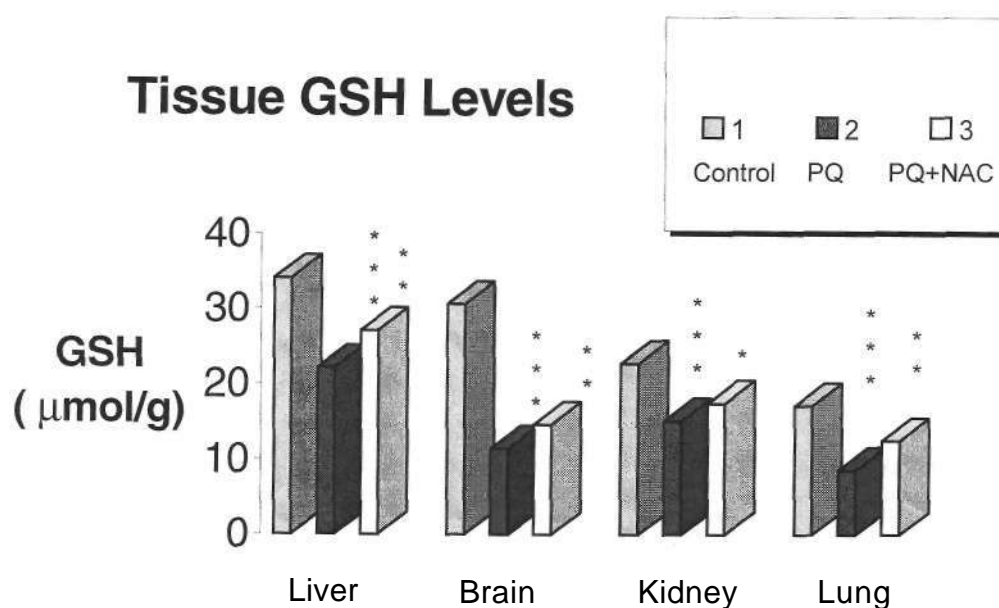 Tissue GSH Levels
1 2 3
Control PQ PQ+NAC
40
30
20
10
0
GSH
( μmol/g)
* * * * *
* * * * *
* * * *
* * * * *
Liver Brain Kidney Lung